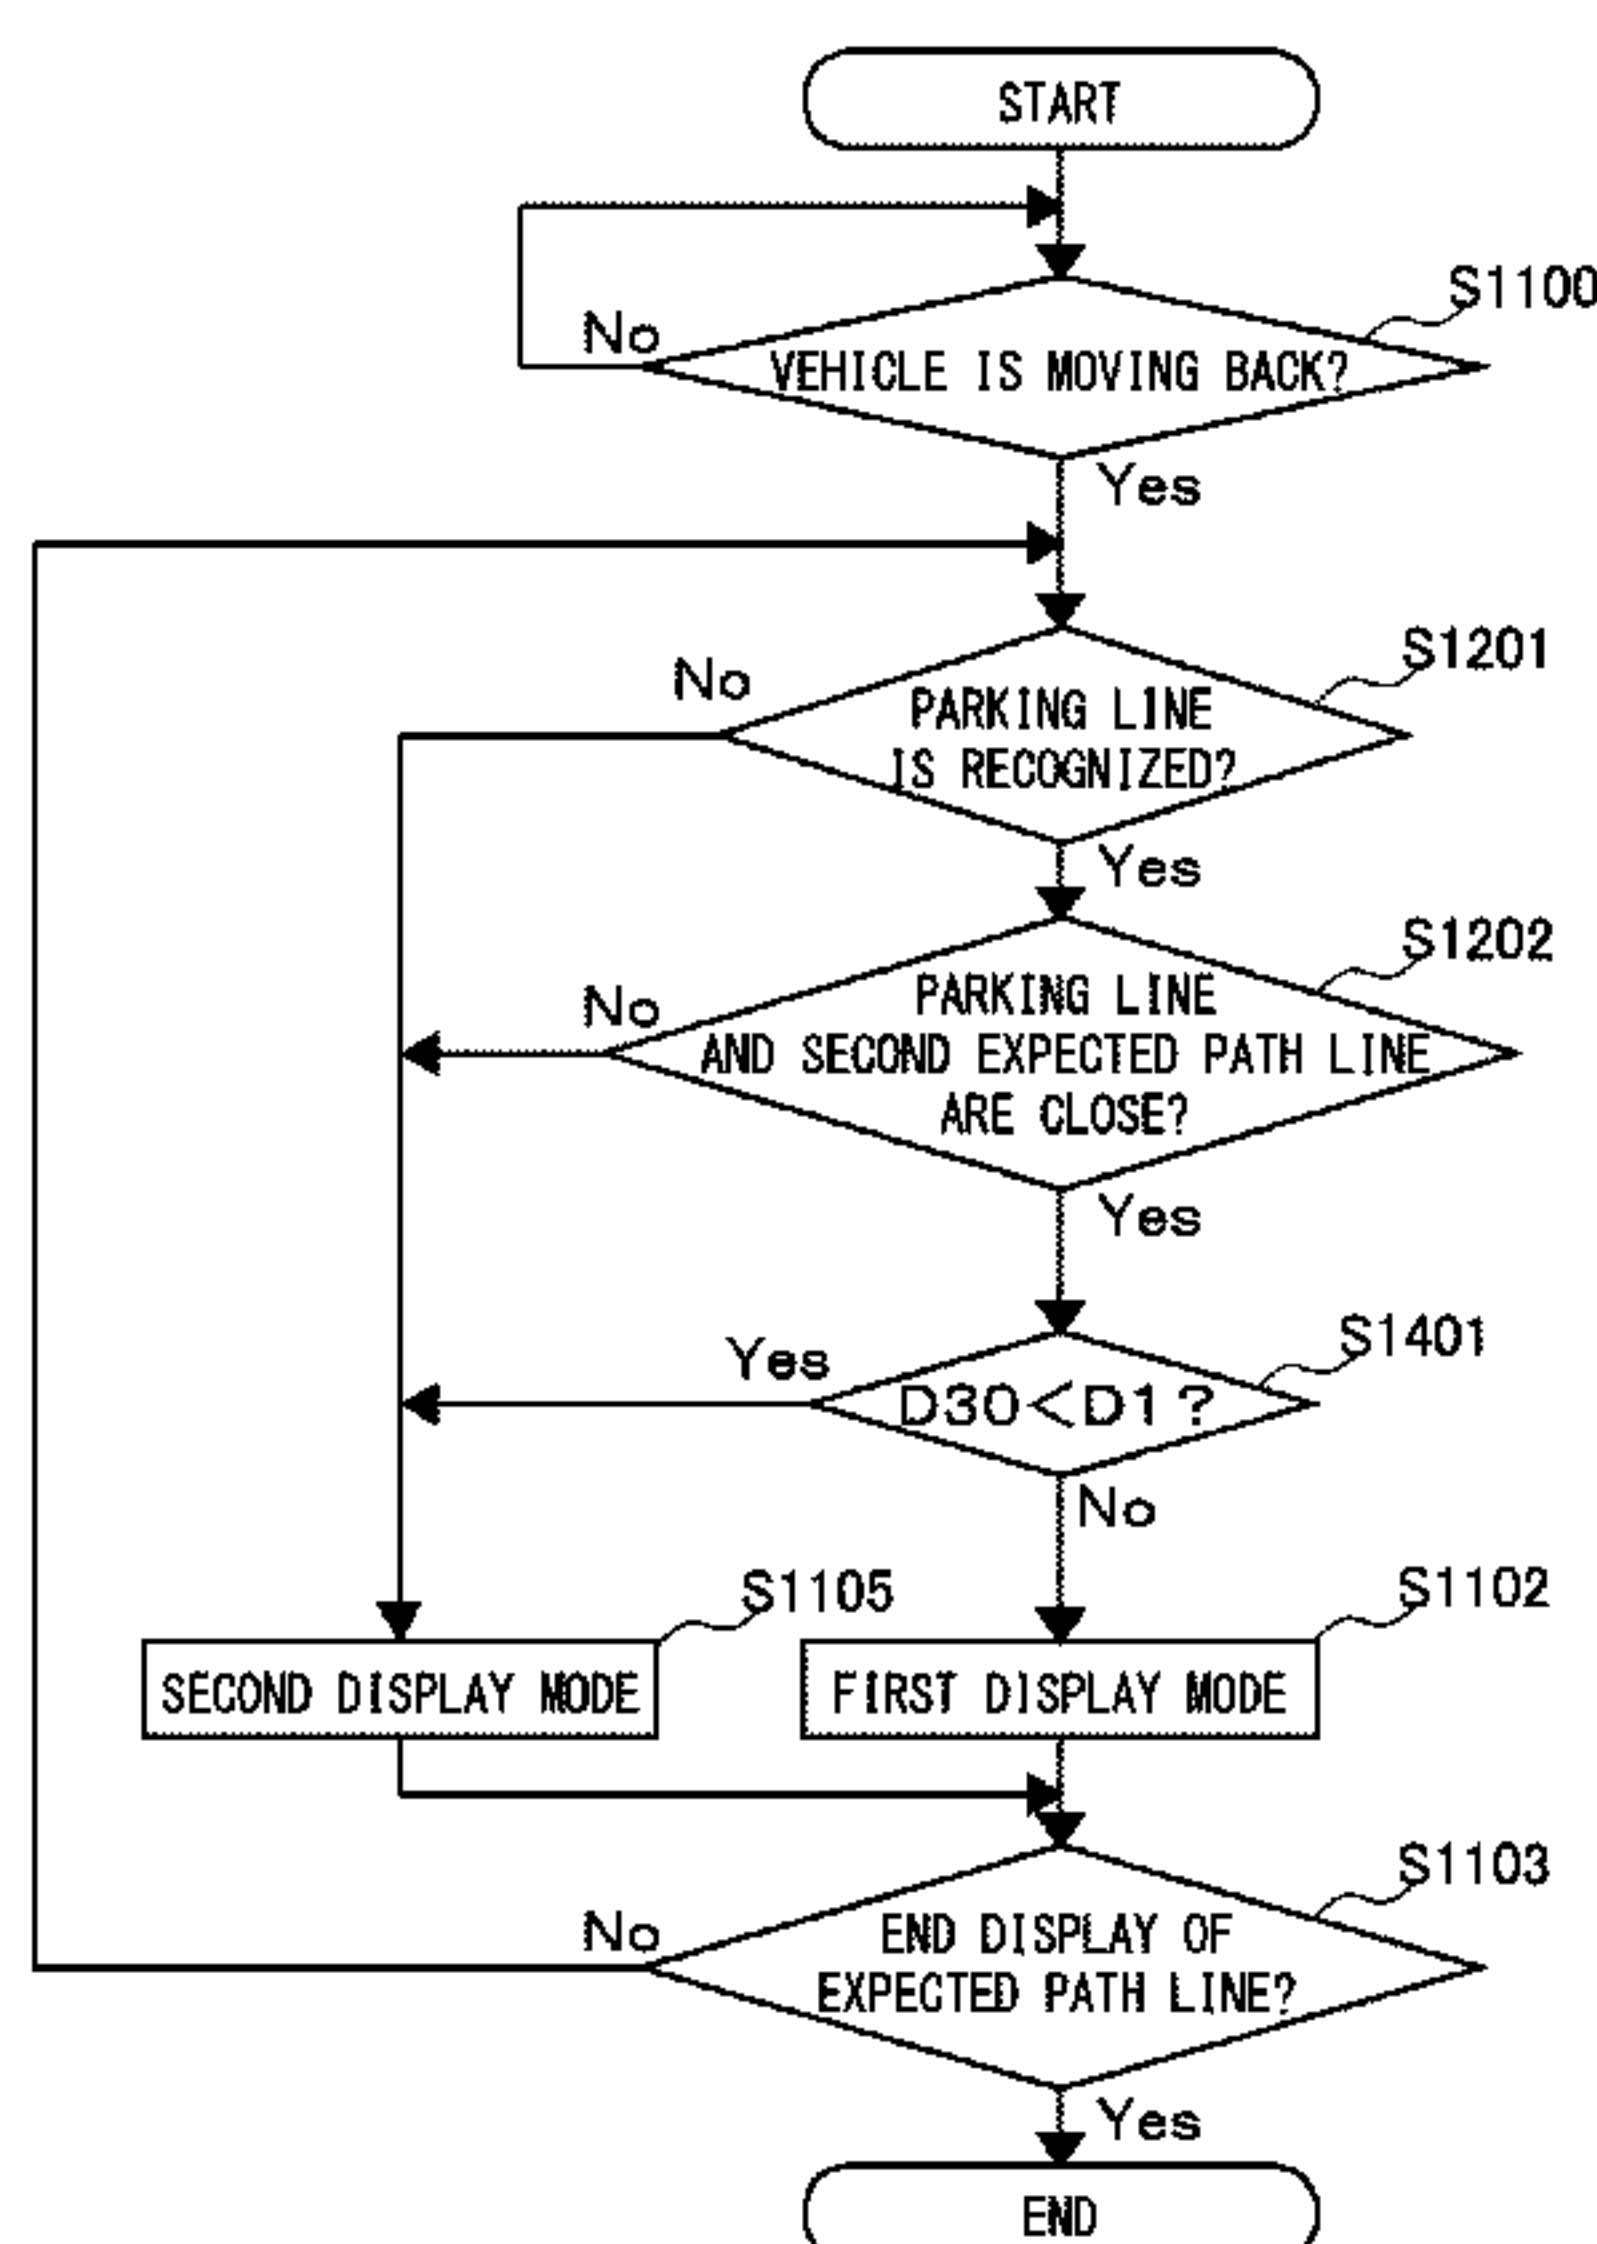 START
S1100
No
VEHICLE IS MOVING BACK?
Yes
S1201
No
PARKING LINE
IS RECOGNIZED?
Yes
S1202
No
PARKING LINE
AND SECOND EXPECTED PATH LINE
ARE CLOSE?
Yes
S1401
Yes
D30<D1?
No
S1105
S1102
SECOND DISPLAY MODE
FIRST DISPLAY MODE
S1103
No
END DISPLAY OF
EXPECTED PATH LINE?
Yes
END